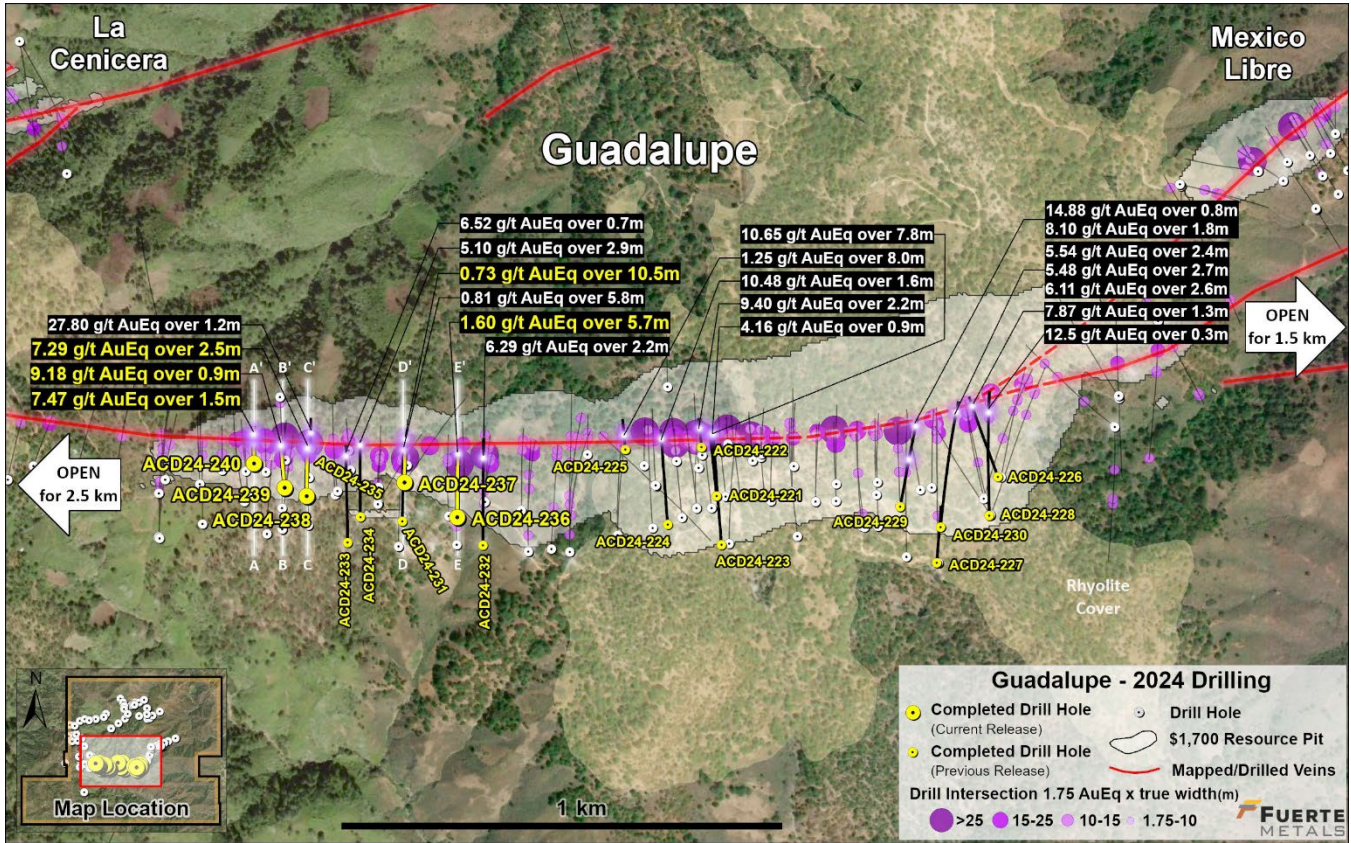 La
Cenicera
Mexico
Libre
Guadalupe
6.52 g/t AuEq over 0.7m
5.10 g/t AuEq over 2.9m
0.73 g/t AuEq over 10.5m
0.81 g/t AuEq over 5.8m
1.60 g/t AuEq over 5.7m
6.29 g/t AuEq over 2.2m
10.65 g/t AuEq over 7.8m
1.25 g/t AuEq over 8.0m
10.48 g/t AuEq over 1.6m
9.40 g/t AuEq over 2.2m
4.16 g/t AuEq over 0.9m
14.88 g/t AuEq over 0.8m
8.10 g/t AuEq over 1.8m
5.54 g/t AuEq over 2.4m
5.48 g/t AuEq over 2.7m
6.11 g/t AuEq over 2.6m
7.87 g/t AuEq over 1.3m
12.5 g/t AuEq over 0.3m
27.80 g/t AuEq over 1.2m
7.29 g/t AuEq over 2.5m
9.18 g/t AuEq over 0.9m
7.47 g/t AuEq over 1.5m
OPEN
for 1.5 km
A'
B'
C'
D'
E'
OPEN
for 2.5 km
ACD24-240
ACD24-239
ACD24-238
ACD24-235
ACD24-237
ACD24-236
ACD24-225
ACD24-222
ACD24-221
ACD24-224
ACD24-223
ACD24-226
ACD24-229
ACD24-228
ACD24-230
ACD24-227
ACD24-233
ACD24-234
ACD24-231
ACD24-232
A
B
C
D
E
Rhyolite
Cover
N
Map Location
1 km
Guadalupe - 2024 Drilling
Completed Drill Hole
(Current Release)
Completed Drill Hole
(Previous Release)
Drill Hole
$1,700 Resource Pit
Mapped/Drilled Veins
Drill Intersection 1.75 AuEq x true width(m)
>25
15-25
10-15
1.75-10
FUERTE
METALS